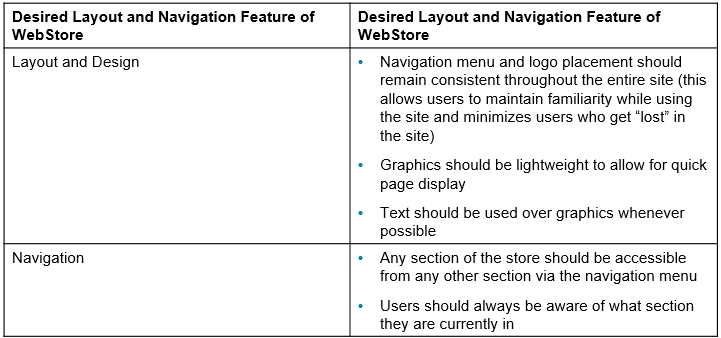 Desired Layout and Navigation Feature of
WebStore
Desired Layout and Navigation Feature of
WebStore
Layout and Design
• Navigation menu and logo placement should
remain consistent throughout the entire site (this
allows users to maintain familiarity while using
the site and minimizes users who get “lost” in
the site)
• Graphics should be lightweight to allow for quick
page display
• Text should be used over graphics whenever
possible
Navigation
• Any section of the store should be accessible
from any other section via the navigation menu
• Users should always be aware of what section
they are currently in